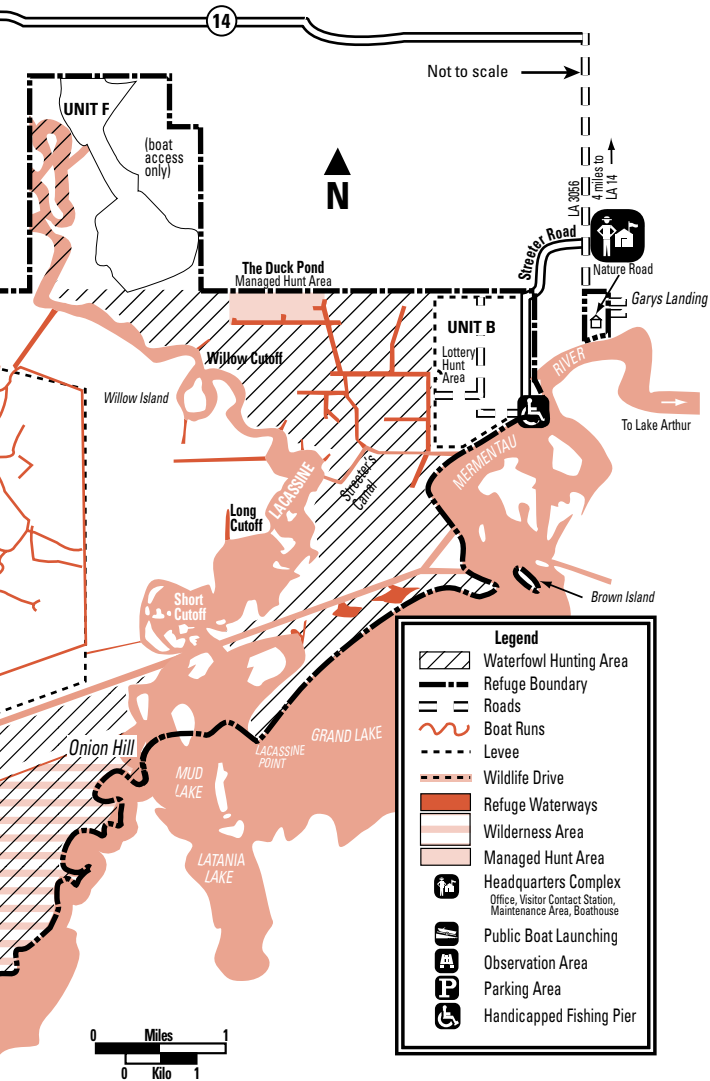 14
Not to scale
UNIT F
(boat
access
only)
N
LA 3056
4 miles to
LA 14
Streeter Road
Nature Road
Garys Landing
The Duck Pond
Managed Hunt Area
UNIT B
Lottery
Hunt
Area
Willow Cutoff
Willow Island
RIVER
To Lake Arthur
MERMENTAU
LACASSINE
Streeter's
Canal
Long
Cutoff
Short
Cutoff
Brown Island
Onion Hill
GRAND LAKE
LACASSINE
POINT
MUD
LAKE
LATANIA
LAKE
Legend
Waterfowl Hunting Area
Refuge Boundary
Roads
Boat Runs
Levee
Wildlife Drive
Refuge Waterways
Wilderness Area
Managed Hunt Area
Headquarters Complex
Office, Visitor Contact Station,
Maintenance Area, Boathouse
Public Boat Launching
Observation Area
P Parking Area
Handicapped Fishing Pier
0 Miles 1
0 Kilo 1